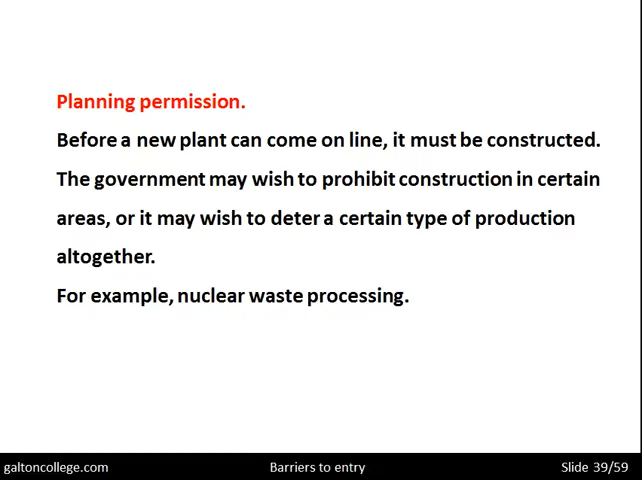 Planning permission.
Before a new plant can come on line, it must be constructed.
The government may wish to prohibit construction in certain
areas, or it may wish to deter a certain type of production
altogether.
For example, nuclear waste processing.
galtoncollege.com Barriers to entry Slide 39/59